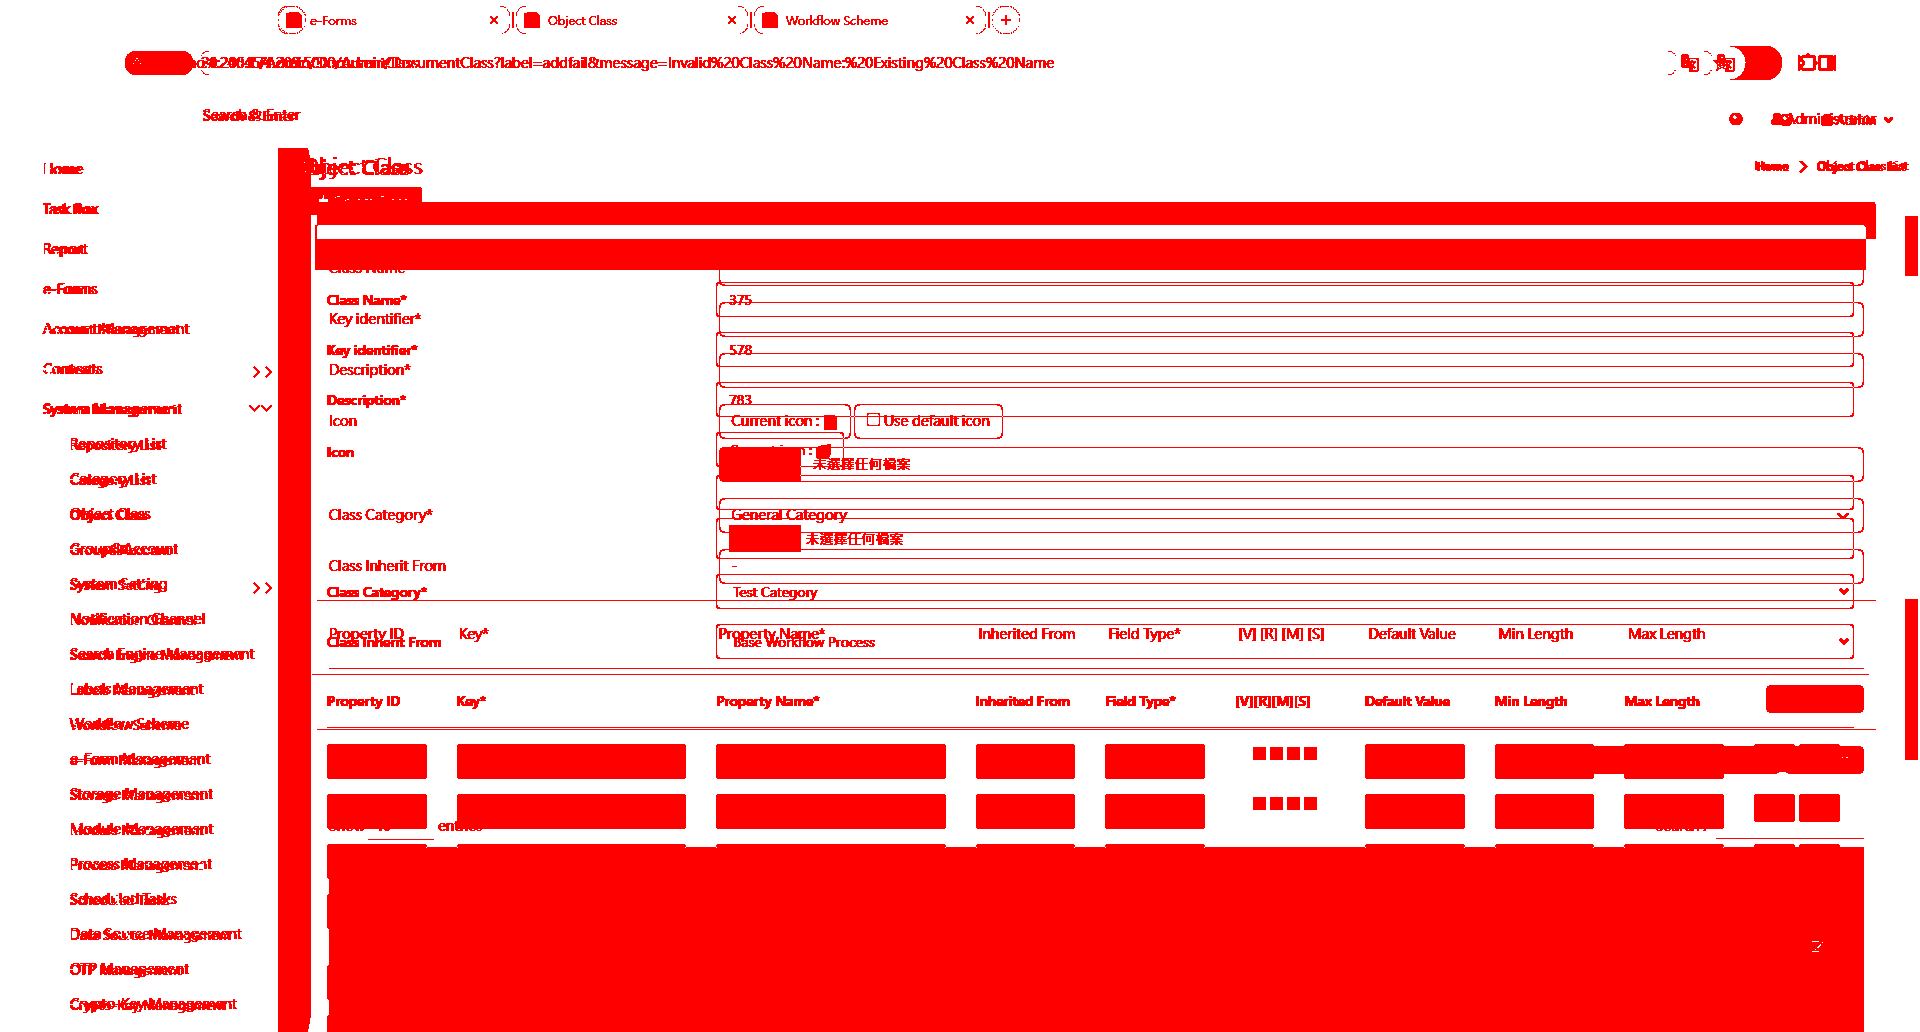 e-Forms
Object Class
Workflow Scheme
DocumentClass?label=addfail&message=Invalid%20Class%20Name:%20Existing%20Class%20Name
Search & Enter
Administrator
Home
Object Class
Home
Object Class List
Task Box
Report
e-Forms
Account Management
Contents
System Management
Repository List
Category List
Object Class
Group & Account
System Setting
Notification Channel
Search Engine Management
Labels Management
Workflow Scheme
e-Form Management
Storage Management
Module Management
Process Management
Scheduled Tasks
Data Source Management
OTP Management
Crypto Key Management
Class Name
Class Name*
375
Key identifier*
Key identifier*
578
Description*
Description*
783
Icon
Current icon :
Use default icon
Icon
未選擇任何檔案
Class Category*
General Category
未選擇任何檔案
Class Inherit From
-
Class Category*
Test Category
Property ID
Key*
Property Name*
Inherited From
Field Type*
[V] [R] [M] [S]
Default Value
Min Length
Max Length
Class Inherit From
Base Workflow Process
Property ID
Key*
Property Name*
Inherited From
Field Type*
[V][R][M][S]
Default Value
Min Length
Max Length